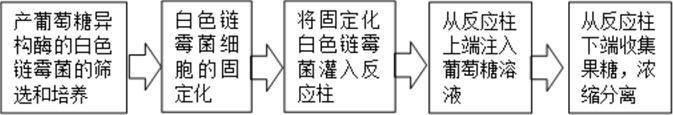 产葡萄糖异
构酶的白色
链霉菌的筛
选和培养
白色链
霉菌细
胞的固
定化
将固定化
白色链霉
菌灌入反
应柱
从反应柱
上端注入
葡萄糖溶
液
从反应柱
下端收集
果糖，浓
缩分离